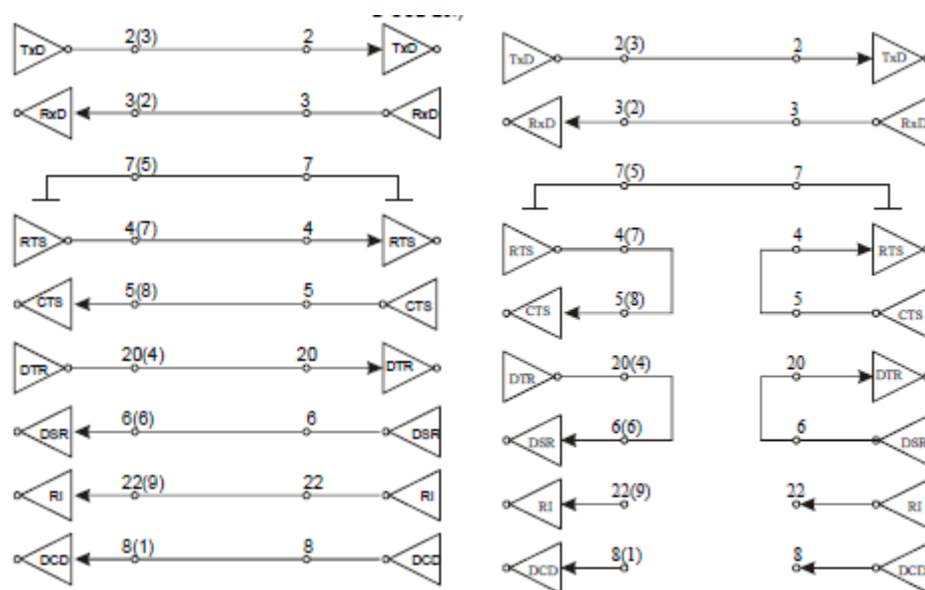 TxD 2(3) 2 TxD
RxD 3(2) 3 RxD
7(5) 7
RTS 4(7) 4 RTS
CTS 5(8) 5 CTS
DTR 20(4) 20 DTR
DSR 6(6) 6 DSR
RI 22(9) 22 RI
DCD 8(1) 8 DCD
TxD 2(3) 2 TxD
RxD 3(2) 3 RxD
7(5) 7
RTS 4(7) 4 RTS
CTS 5(8) 5 CTS
DTR 20(4) 20 DTR
DSR 6(6) 6 DSR
RI 22(9) 22 RI
DCD 8(1) 8 DCD